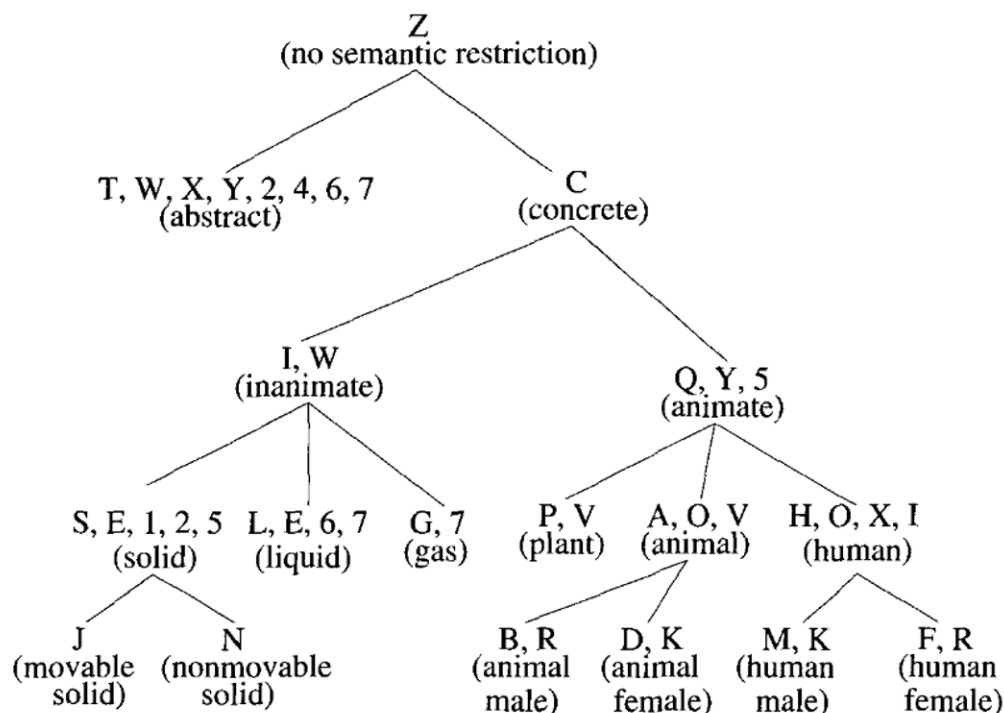 Z
(no semantic restriction)
T, W, X, Y, 2, 4, 6, 7
(abstract)
C
(concrete)
I, W
(inanimate)
Q, Y, 5
(animate)
S, E, 1, 2, 5
(solid)
L, E, 6, 7
(liquid)
G, 7
(gas)
P, V
(plant)
A, O, V
(animal)
H, O, X, I
(human)
J
(movable
solid)
N
(nonmovable
solid)
B, R
(animal
male)
D, K
(animal
female)
M, K
(human
male)
F, R
(human
female)